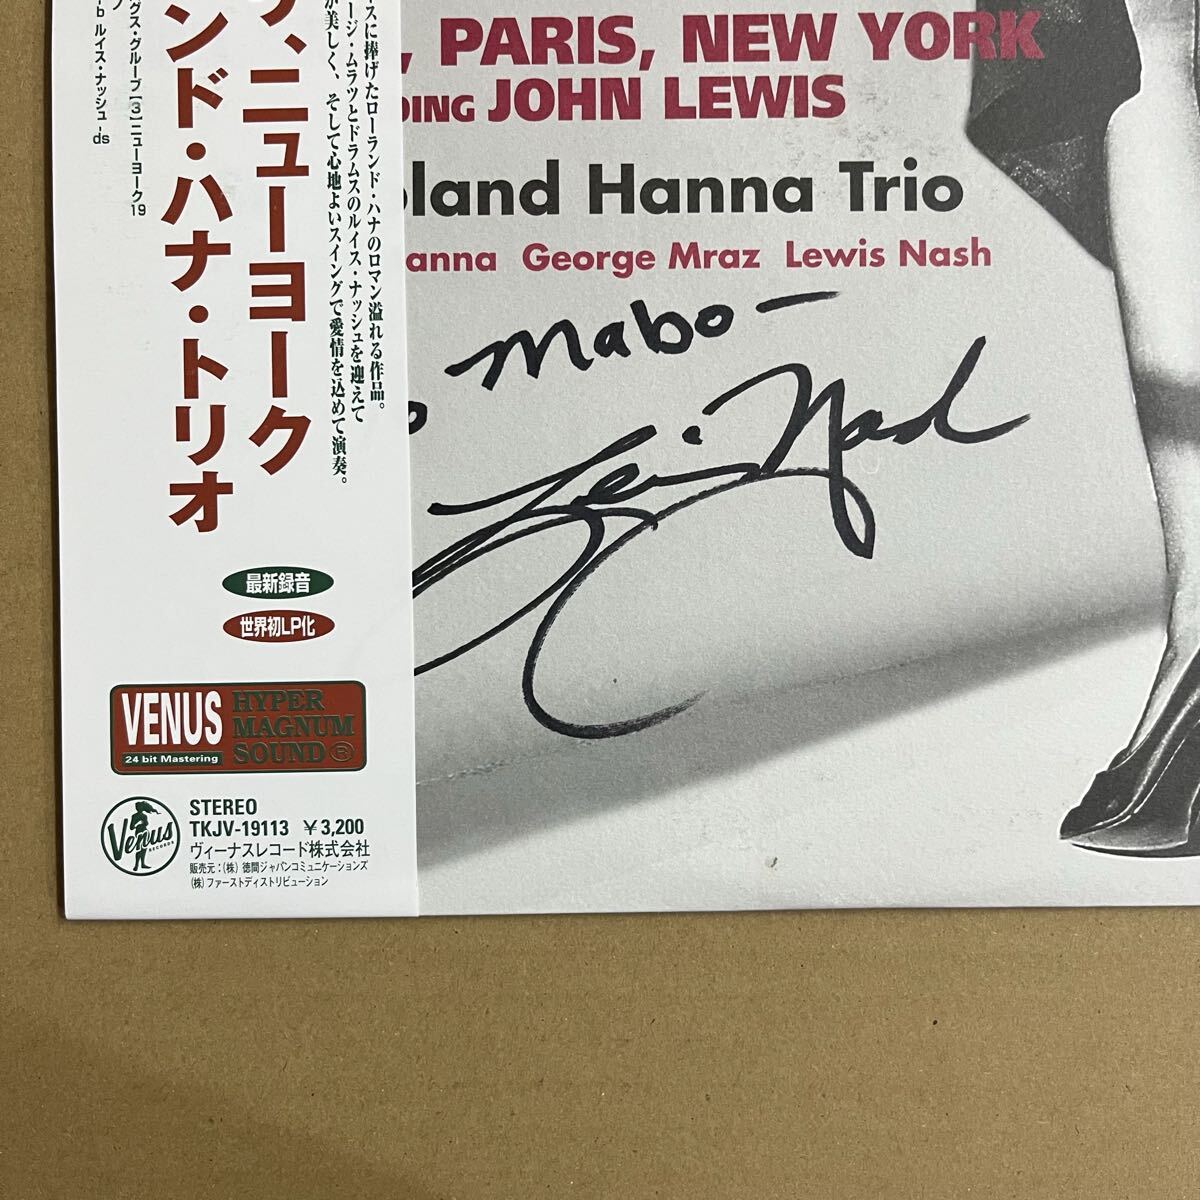 , PARIS, NEW YORK
DING JOHN LEWIS
land Hanna Trio
anna George Mraz Lewis Nash
mabo -
Lewis Nash
スに捧げたローランド・ハナのロマン溢れる作品。
ージ・ムラツとドラムスのルイス・ナッシュを迎えて
が美しく、そして心地よいスイングで愛情を込めて演奏。
、ニューヨーク
ンド・ハナ・トリオ
ングス・グループ [3] ニューヨーク19
b ルイス・ナッシュ-ds
最新録音
世界初LP化
VENUS HYPER MAGNUM SOUND®
24 bit Mastering
Venus RECORDS
STEREO
TKJV-19113 ¥3,200
ヴィーナスレコード株式会社
販売元:(株)徳間ジャパンコミュニケーションズ
(株)ファーストディストリビューション